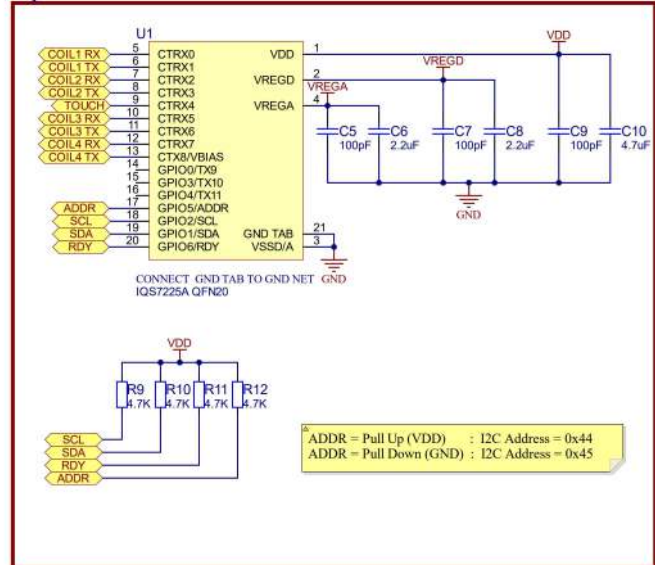 U1
COIL1 RX 5 CTRX0 VDD 1 VDD
COIL1 TX 6 CTRX1
COIL2 RX 7 CTRX2 VREGD 2 VREGD
COIL2 TX 8 CTRX3
TOUCH 9 CTRX4 VREGA 4 VREGA
COIL3 RX 10 CTRX5
COIL3 TX 11 CTRX6
COIL4 RX 12 CTRX7
COIL4 TX 13 CTX8/VBIAS
14 GPIO0/TX9
15 GPIO3/TX10
16 GPIO4/TX11
ADDR 17 GPIO5/ADDR
SCL 18 GPIO2/SCL
SDA 19 GPIO1/SDA GND TAB 21
RDY 20 GPIO6/RDY VSSD/A 3
C5 C6 C7 C8 C9 C10
100pF 2.2uF 100pF 2.2uF 100pF 4.7uF
GND
CONNECT GND TAB TO GND NET GND
IQS7225A QFN20
VDD
R9 R10 R11 R12
4.7K 4.7K 4.7K 4.7K
SCL
SDA
RDY
ADDR
ADDR = Pull Up (VDD) : I2C Address = 0x44
ADDR = Pull Down (GND) : I2C Address = 0x45